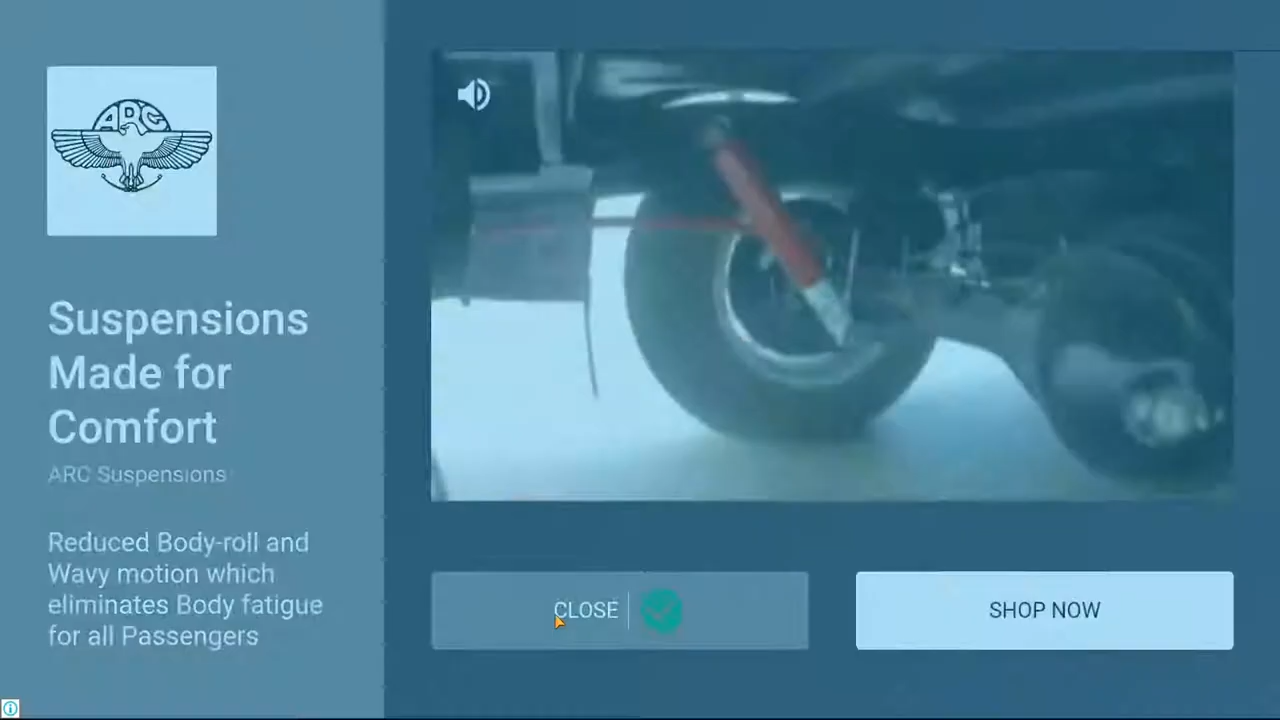 ARC
Suspensions
Made for
Comfort
ARC Suspensions
Reduced Body-roll and
Wavy motion which
eliminates Body fatigue
for all Passengers
CLOSE
SHOP NOW